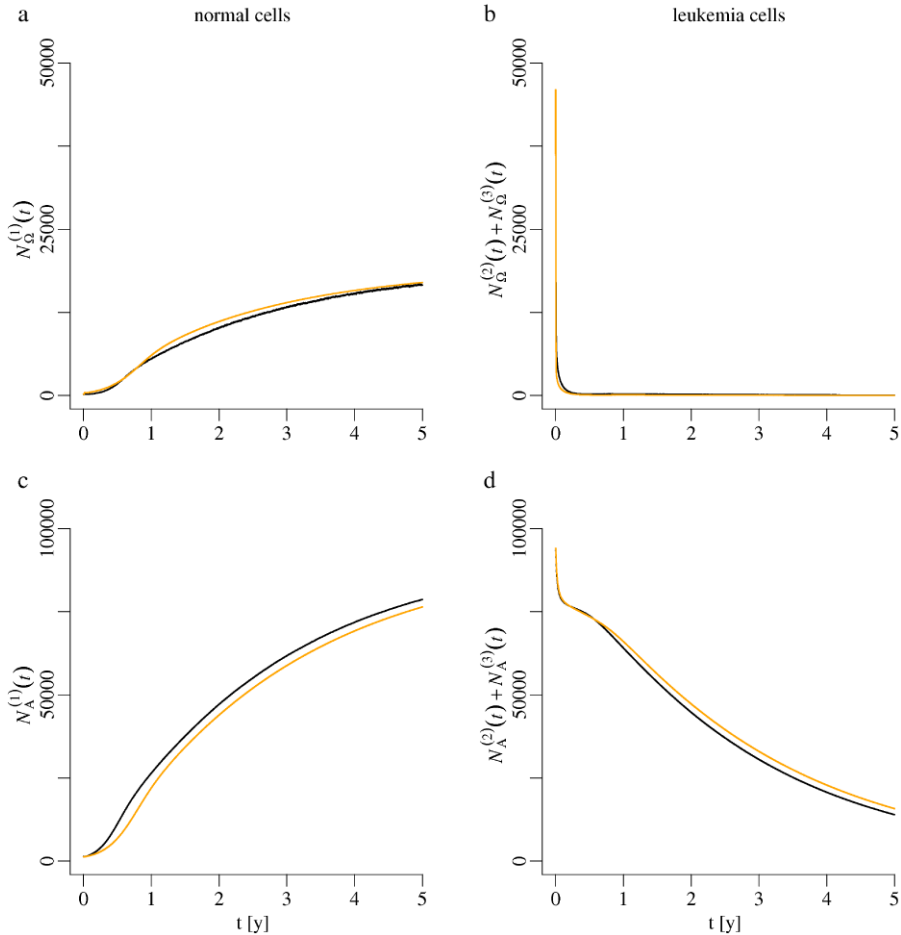 a
normal cells
b
leukemia cells
50000
25000
0
N_Ω^(1)(t)
0 1 2 3 4 5
50000
25000
0
N_Ω^(2)(t) + N_Ω^(3)(t)
0 1 2 3 4 5
c
d
100000
50000
0
N_A^(1)(t)
0 1 2 3 4 5
t [y]
100000
50000
0
N_A^(2)(t) + N_A^(3)(t)
0 1 2 3 4 5
t [y]